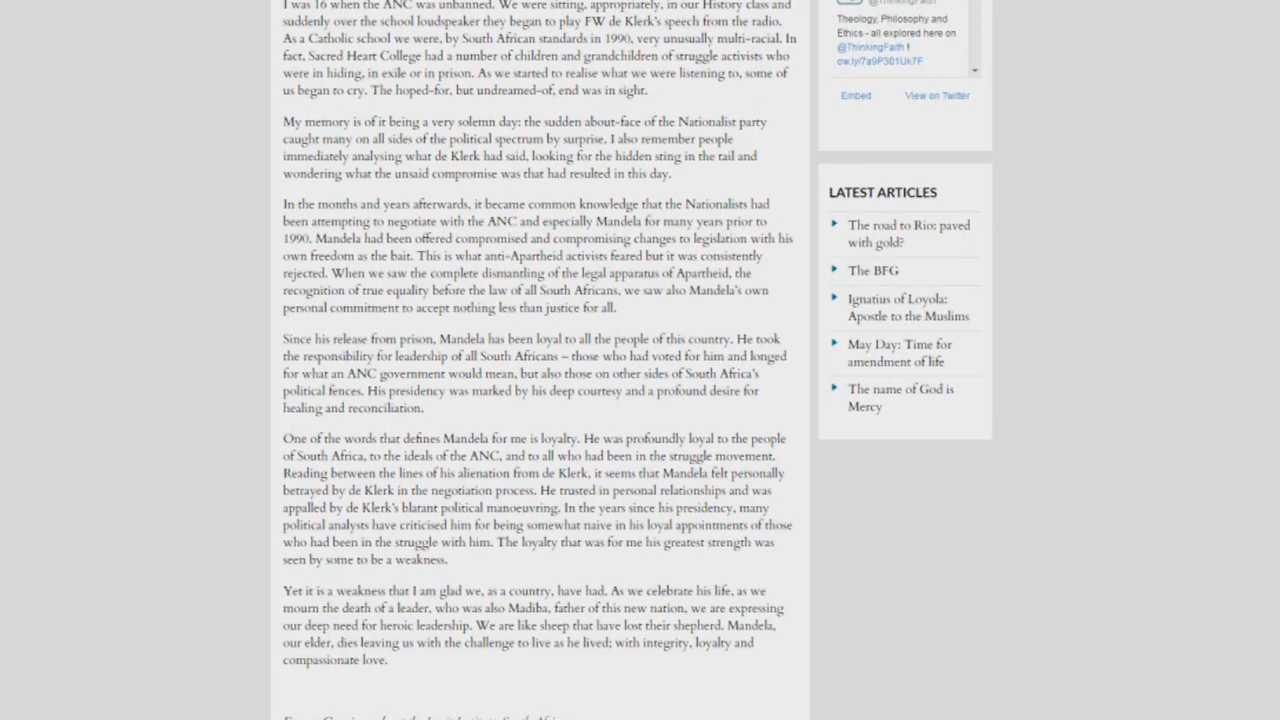 I was 16 when the ANC was unbanned. We were sitting, appropriately, in our History class and
suddenly over the school loudspeaker they began to play FW de Klerk's speech from the radio.
As a Catholic school we were, by South African standards in 1990, very unusually multi-racial. In
fact, Sacred Heart College had a number of children and grandchildren of struggle activists who
were in hiding, in exile or in prison. As we started to realise what we were listening to, some of
us began to cry. The hoped-for, but undreamed-of, end was in sight.
My memory is of it being a very solemn day: the sudden about-face of the Nationalist party
caught many on all sides of the political spectrum by surprise. I also remember people
immediately analysing what de Klerk had said, looking for the hidden sting in the tail and
wondering what the unsaid compromise was that had resulted in this day.
In the months and years afterwards, it became common knowledge that the Nationalists had
been attempting to negotiate with the ANC and especially Mandela for many years prior to
1990. Mandela had been offered compromised and compromising changes to legislation with his
own freedom as the bait. This is what anti-Apartheid activists feared but it was consistently
rejected. When we saw the complete dismantling of the legal apparatus of Apartheid, the
recognition of true equality before the law of all South Africans, we saw also Mandela's own
personal commitment to accept nothing less than justice for all.
Since his release from prison, Mandela has been loyal to all the people of this country. He took
the responsibility for leadership of all South Africans – those who had voted for him and longed
for what an ANC government would mean, but also those on other sides of South Africa's
political fences. His presidency was marked by his deep courtesy and a profound desire for
healing and reconciliation.
One of the words that defines Mandela for me is loyalty. He was profoundly loyal to the people
of South Africa, to the ideals of the ANC, and to all who had been in the struggle movement.
Reading between the lines of his alienation from de Klerk, it seems that Mandela felt personally
betrayed by de Klerk in the negotiation process. He trusted in personal relationships and was
appalled by de Klerk's blatant political manoeuvring. In the years since his presidency, many
political analysts have criticised him for being somewhat naive in his loyal appointments of those
who had been in the struggle with him. The loyalty that was for me his greatest strength was
seen by some to be a weakness.
Yet it is a weakness that I am glad we, as a country, have had. As we celebrate his life, as we
mourn the death of a leader, who was also Madiba, father of this new nation, we are expressing
our deep need for heroic leadership. We are like sheep that have lost their shepherd. Mandela,
our elder, dies leaving us with the challenge to live as he lived; with integrity, loyalty and
compassionate love.
@ThinkingFaith
Theology, Philosophy and
Ethics - all explored here on
@ThinkingFaith !
ow.ly/7a9P301Uk7F
Embed View on Twitter
LATEST ARTICLES
The road to Rio: paved
with gold?
The BFG
Ignatius of Loyola:
Apostle to the Muslims
May Day: Time for
amendment of life
The name of God is
Mercy